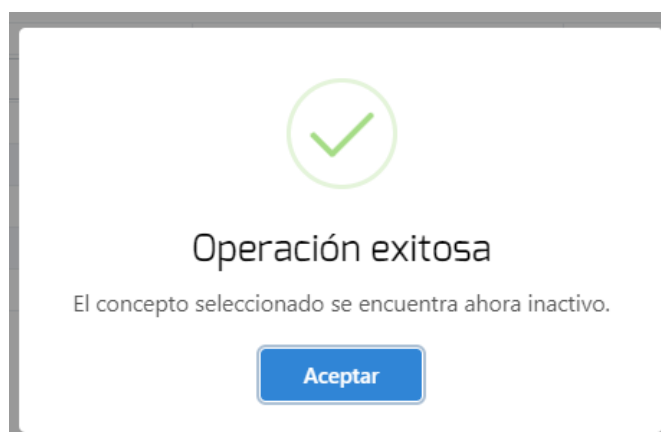 Operación exitosa
El concepto seleccionado se encuentra ahora inactivo.
Aceptar